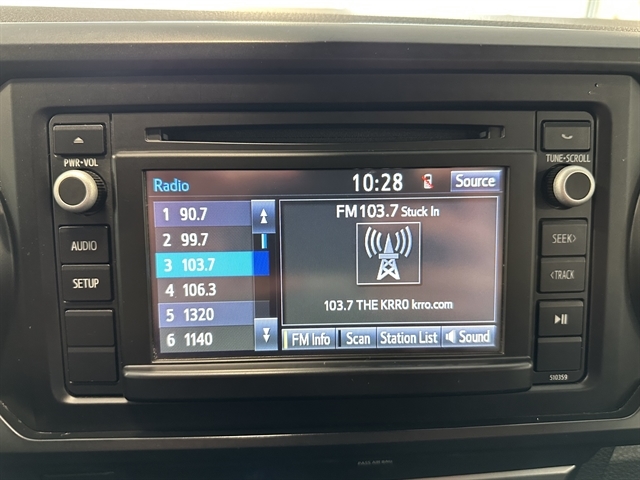 PWR•VOL
AUDIO
SETUP
Radio
10:28
Source
1 90.7
2 99.7
3 103.7
4 106.3
5 1320
6 1140
FM 103.7 Stuck In
103.7 THE KRRO krro.com
FM Info
Scan
Station List
Sound
TUNE•SCROLL
SEEK>
<TRACK
510359